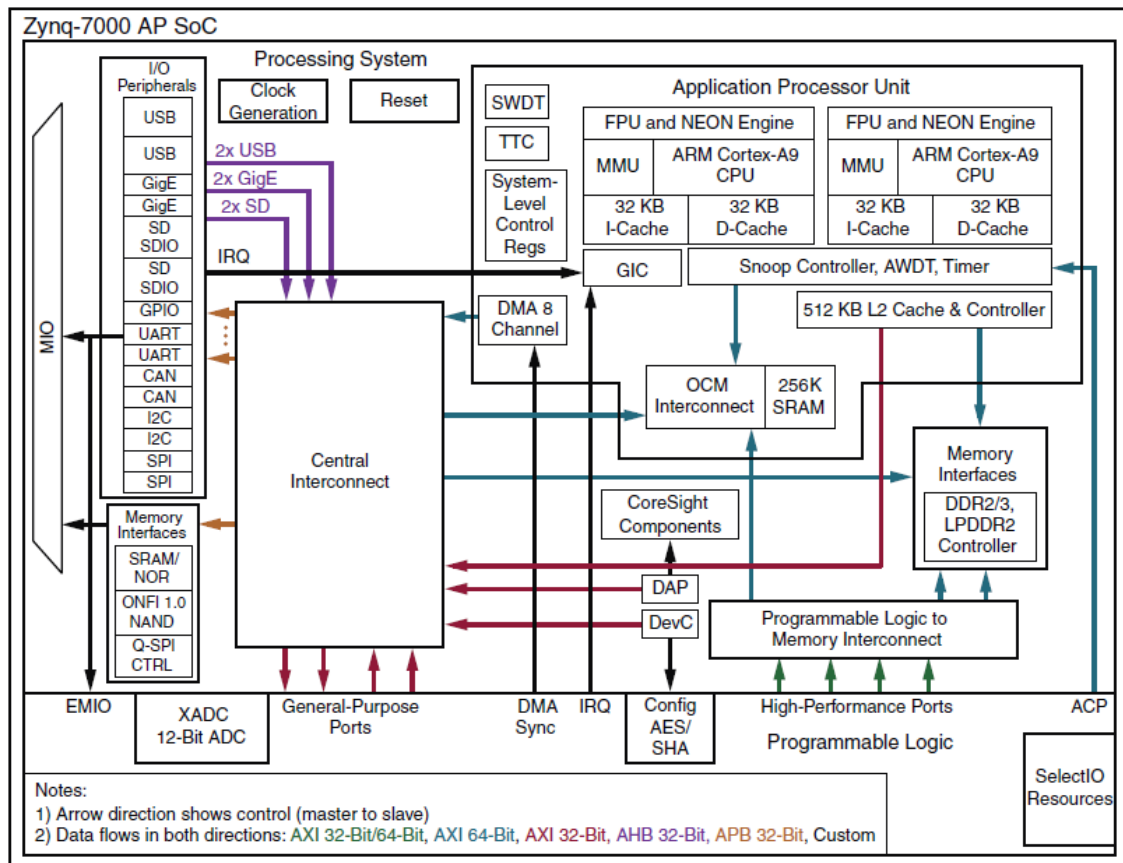 Zynq-7000 AP SoC
I/O
Peripherals
USB
USB
GigE
GigE
SD
SDIO
SD
SDIO
GPIO
UART
UART
CAN
CAN
I2C
I2C
SPI
SPI
MIO
Memory
Interfaces
SRAM/
NOR
ONFI 1.0
NAND
Q-SPI
CTRL
Processing System
Clock
Generation
Reset
2x USB
2x GigE
2x SD
IRQ
Central
Interconnect
Application Processor Unit
SWDT
TTC
System-
Level
Control
Regs
FPU and NEON Engine
MMU
ARM Cortex-A9
CPU
32 KB
I-Cache
32 KB
D-Cache
FPU and NEON Engine
MMU
ARM Cortex-A9
CPU
32 KB
I-Cache
32 KB
D-Cache
GIC
Snoop Controller, AWDT, Timer
DMA 8
Channel
512 KB L2 Cache & Controller
OCM
Interconnect
256K
SRAM
Memory
Interfaces
DDR2/3,
LPDDR2
Controller
CoreSight
Components
DAP
DevC
Programmable Logic to
Memory Interconnect
EMIO
XADC
12-Bit ADC
General-Purpose
Ports
DMA
Sync
IRQ
Config
AES/
SHA
High-Performance Ports
ACP
Programmable Logic
SelectIO
Resources
Notes:
1) Arrow direction shows control (master to slave)
2) Data flows in both directions: AXI 32-Bit/64-Bit, AXI 64-Bit, AXI 32-Bit, AHB 32-Bit, APB 32-Bit, Custom